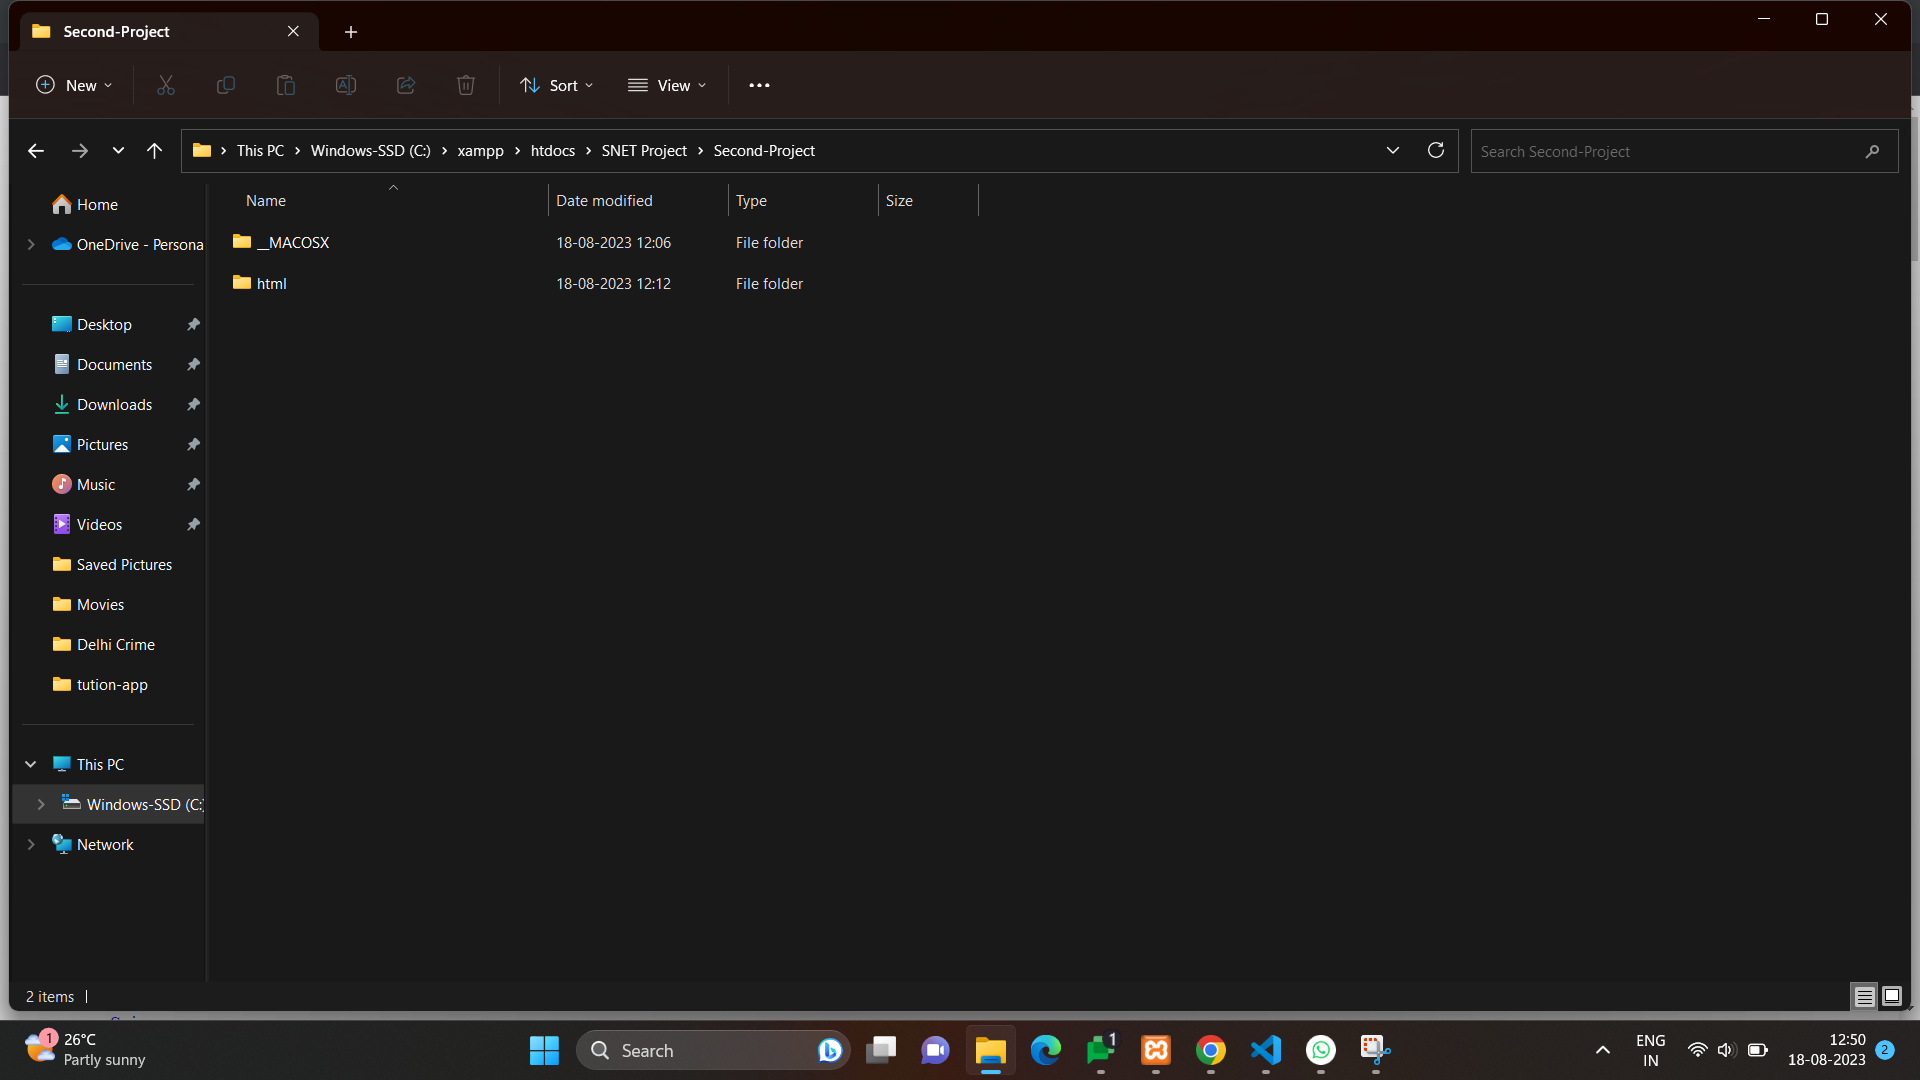 Second-Project
New
Sort
View
This PC
Windows-SSD (C:)
xampp
htdocs
SNET Project
Second-Project
Search Second-Project
Name
Date modified
Type
Size
__MACOSX
18-08-2023 12:06
File folder
html
18-08-2023 12:12
File folder
Home
OneDrive - Persona
Desktop
Documents
Downloads
Pictures
Music
Videos
Saved Pictures
Movies
Delhi Crime
tution-app
This PC
Windows-SSD (C:)
Network
2 items
1
26°C
Partly sunny
Search
1
ENG
IN
12:50
18-08-2023
2